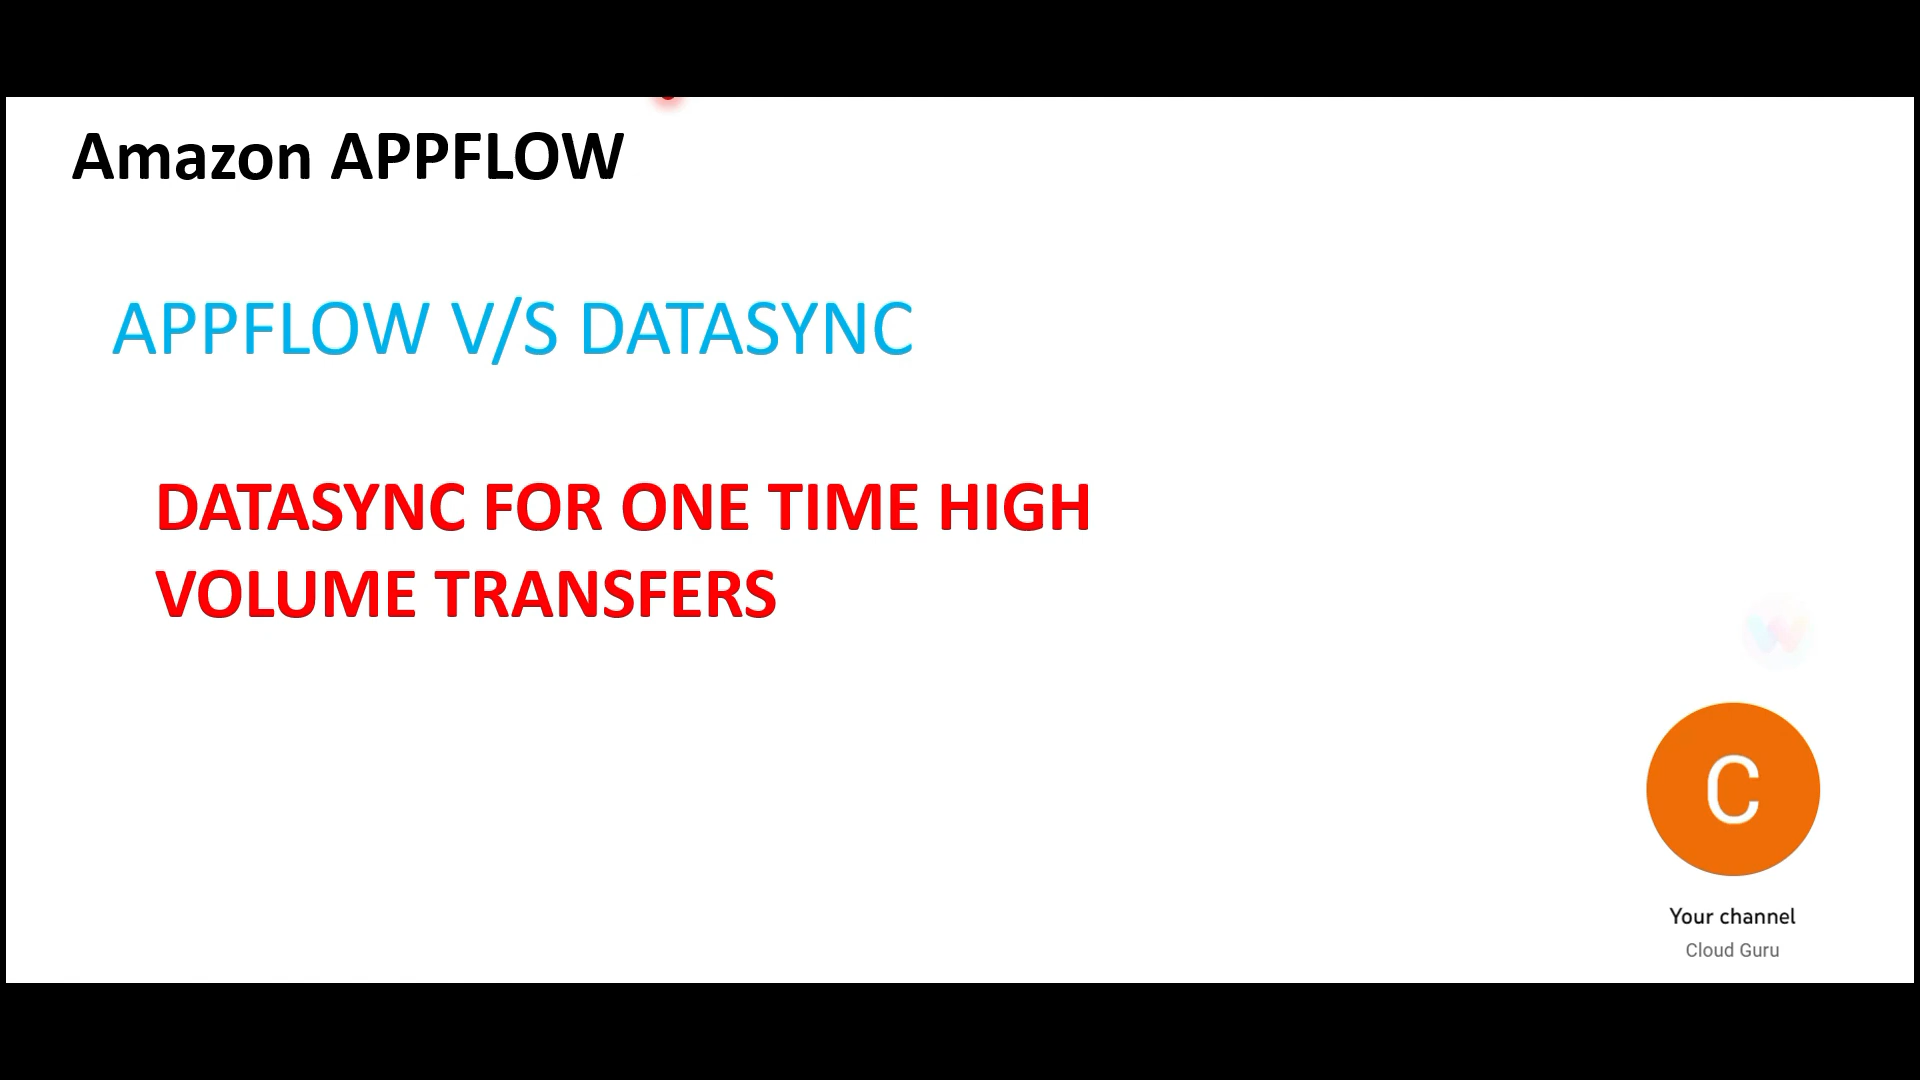 Amazon APPFLOW
APPFLOW V/S DATASYNC
DATASYNC FOR ONE TIME HIGH
VOLUME TRANSFERS
C
Your channel
Cloud Guru